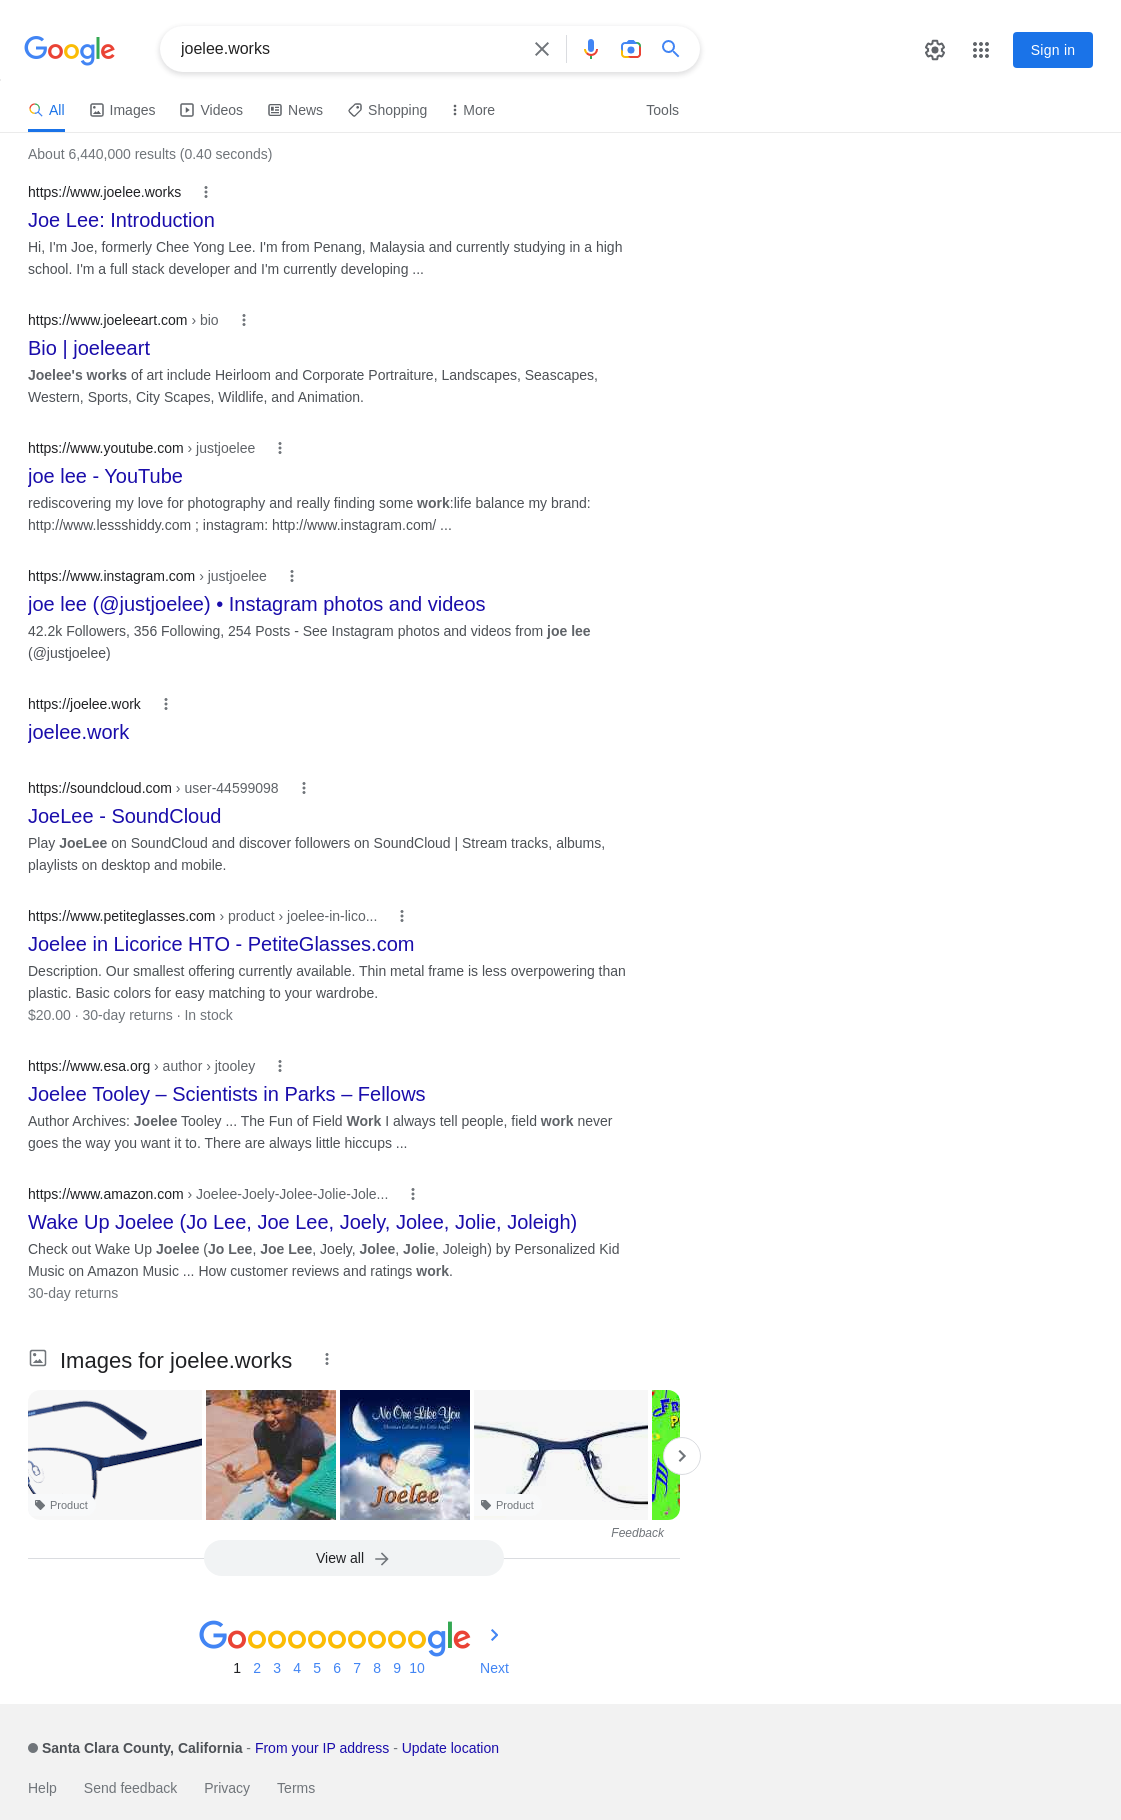 Google
joelee.works
Sign in
All
Images
Videos
News
Shopping
More
Tools
About 6,440,000 results (0.40 seconds)
https://www.joelee.works
Joe Lee: Introduction
Hi, I'm Joe, formerly Chee Yong Lee. I'm from Penang, Malaysia and currently studying in a high
school. I'm a full stack developer and I'm currently developing ...
https://www.joeleeart.com › bio
Bio | joeleeart
Joelee's works of art include Heirloom and Corporate Portraiture, Landscapes, Seascapes,
Western, Sports, City Scapes, Wildlife, and Animation.
https://www.youtube.com › justjoelee
joe lee - YouTube
rediscovering my love for photography and really finding some work:life balance my brand:
http://www.lessshiddy.com ; instagram: http://www.instagram.com/ ...
https://www.instagram.com › justjoelee
joe lee (@justjoelee) • Instagram photos and videos
42.2k Followers, 356 Following, 254 Posts - See Instagram photos and videos from joe lee
(@justjoelee)
https://joelee.work
joelee.work
https://soundcloud.com › user-44599098
JoeLee - SoundCloud
Play JoeLee on SoundCloud and discover followers on SoundCloud | Stream tracks, albums,
playlists on desktop and mobile.
https://www.petiteglasses.com › product › joelee-in-lico...
Joelee in Licorice HTO - PetiteGlasses.com
Description. Our smallest offering currently available. Thin metal frame is less overpowering than
plastic. Basic colors for easy matching to your wardrobe.
$20.00 · 30-day returns · In stock
https://www.esa.org › author › jtooley
Joelee Tooley – Scientists in Parks – Fellows
Author Archives: Joelee Tooley ... The Fun of Field Work I always tell people, field work never
goes the way you want it to. There are always little hiccups ...
https://www.amazon.com › Joelee-Joely-Jolee-Jolie-Jole...
Wake Up Joelee (Jo Lee, Joe Lee, Joely, Jolee, Jolie, Joleigh)
Check out Wake Up Joelee (Jo Lee, Joe Lee, Joely, Jolee, Jolie, Joleigh) by Personalized Kid
Music on Amazon Music ... How customer reviews and ratings work.
30-day returns
Images for joelee.works
No One Like You
Joelee
Product
Product
Feedback
View all
Goooooooooogle
1 2 3 4 5 6 7 8 9 10 Next
Santa Clara County, California - From your IP address - Update location
Help Send feedback Privacy Terms